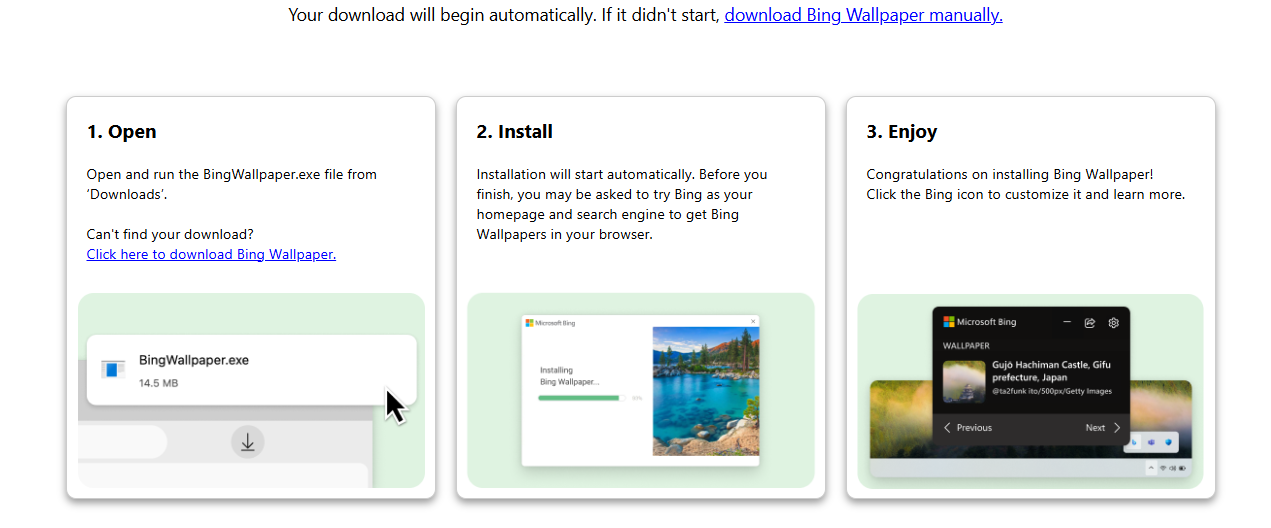 Your download will begin automatically. If it didn't start, download Bing Wallpaper manually.
1. Open
Open and run the BingWallpaper.exe file from
‘Downloads’.
Can't find your download?
Click here to download Bing Wallpaper.
BingWallpaper.exe
14.5 MB
2. Install
Installation will start automatically. Before you
finish, you may be asked to try Bing as your
homepage and search engine to get Bing
Wallpapers in your browser.
Microsoft Bing
Installing
Bing Wallpaper...
3. Enjoy
Congratulations on installing Bing Wallpaper!
Click the Bing icon to customize it and learn more.
Microsoft Bing
WALLPAPER
Gujō Hachiman Castle, Gifu
prefecture, Japan
@ta2funk ito/500px/Getty Images
Previous
Next